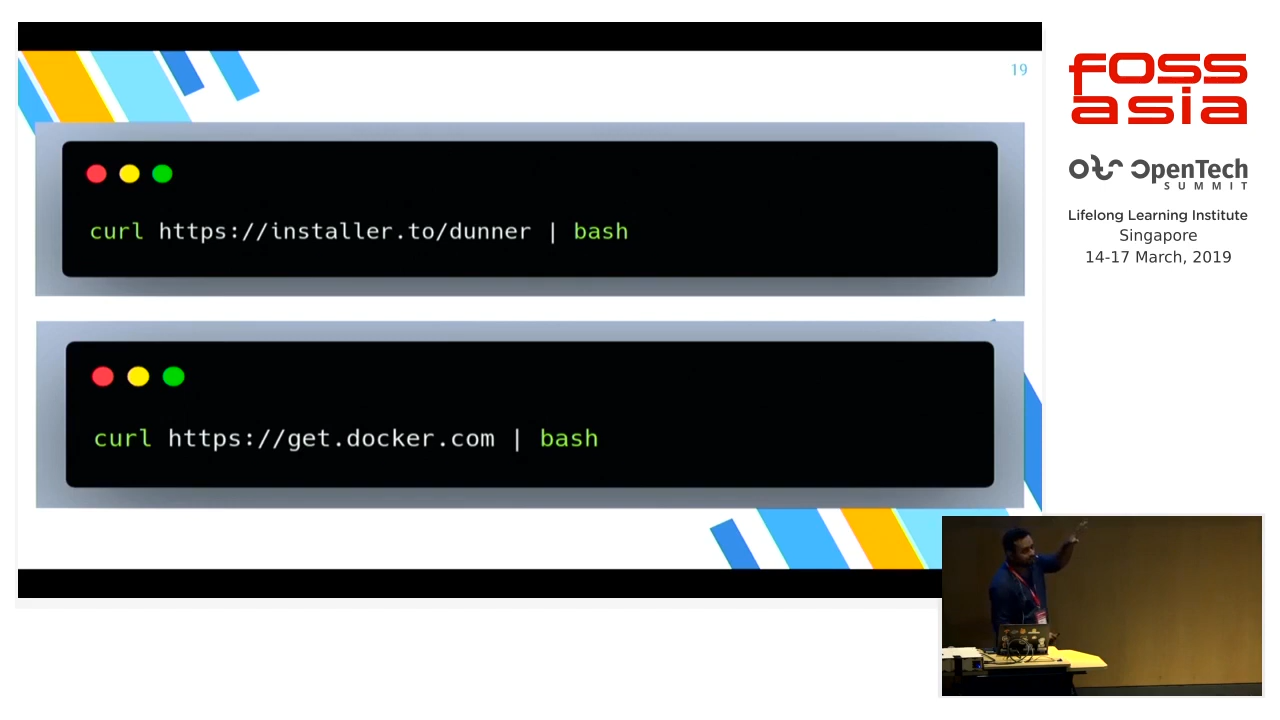 19
curl https://installer.to/dunner | bash
curl https://get.docker.com | bash
FOSS
asia
OTS OpenTech
SUMMIT
Lifelong Learning Institute
Singapore
14-17 March, 2019